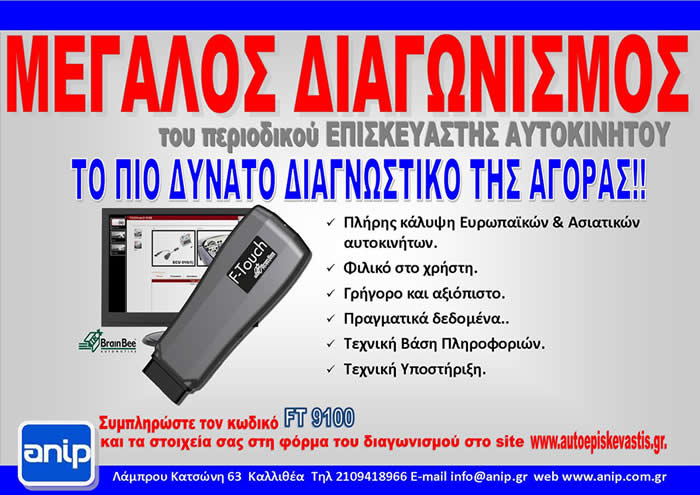 ΜΕΓΑΛΟΣ ΔΙΑΓΩΝΙΣΜΟΣ
του περιοδικού ΕΠΙΣΚΕΥΑΣΤΗΣ ΑΥΤΟΚΙΝΗΤΟΥ
ΤΟ ΠΙΟ ΔΥΝΑΤΟ ΔΙΑΓΝΩΣΤΙΚΟ ΤΗΣ ΑΓΟΡΑΣ!!
✓ Πλήρης κάλυψη Ευρωπαϊκών & Ασιατικών
αυτοκινήτων.
✓ Φιλικό στο χρήστη.
✓ Γρήγορο και αξιόπιστο.
✓ Πραγματικά δεδομένα..
✓ Τεχνική Βάση Πληροφοριών.
✓ Τεχνική Υποστήριξη.
F-Touch
BrainBee
BrainBee
AUTOMOTIVE
Συμπληρώστε τον κωδικό FT 9100
και τα στοιχεία σας στη φόρμα του διαγωνισμού στο site www.autoepiskevastis.gr.
anip
Λάμπρου Κατσώνη 63 Καλλιθέα Τηλ 2109418966 E-mail info@anip.gr web www.anip.com.gr